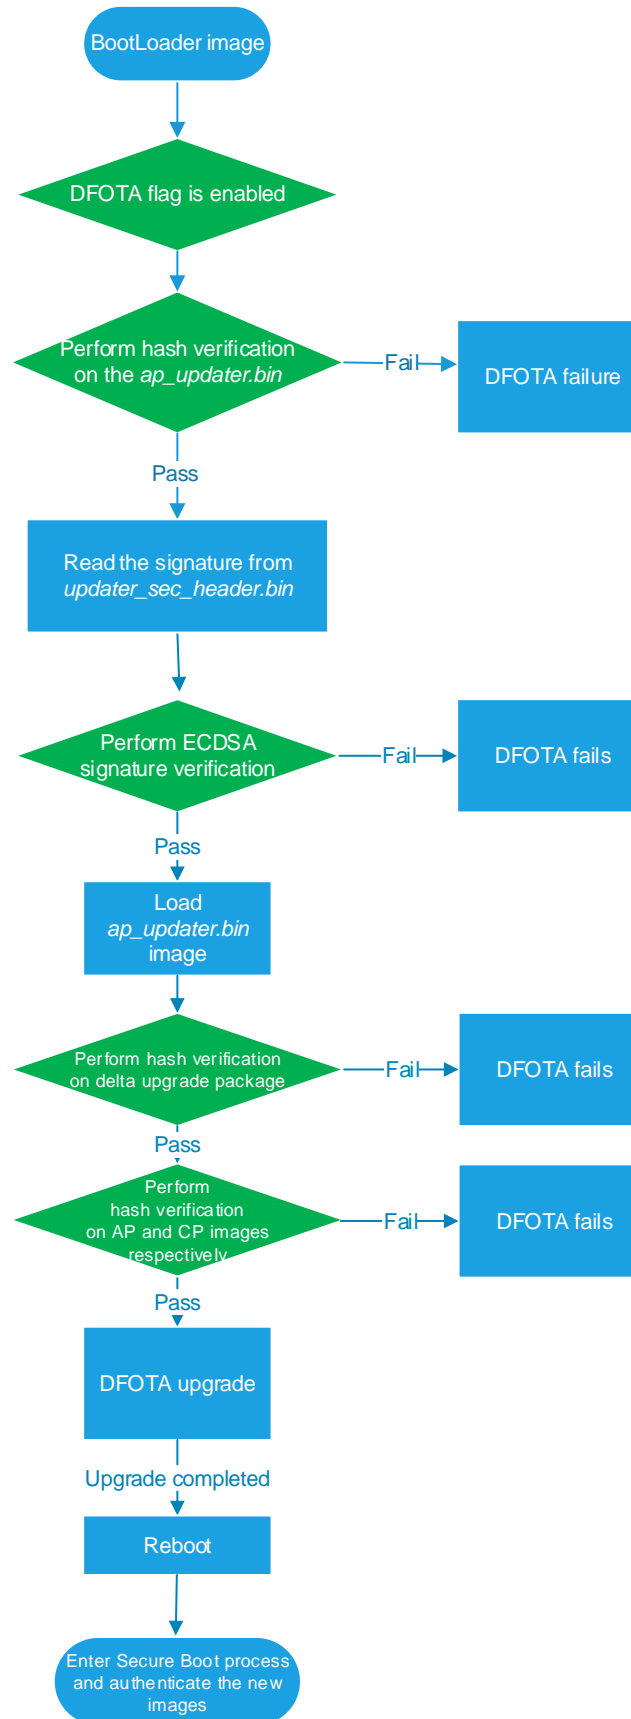 BootLoader image
DFOTA flag is enabled
Perform hash verification
on the ap_updater.bin
Fail
DFOTA failure
Pass
Read the signature from
updater_sec_header.bin
Perform ECDSA
signature verification
Fail
DFOTA fails
Pass
Load
ap_updater.bin
image
Perform hash verification
on delta upgrade package
Fail
DFOTA fails
Pass
Perform
hash verification
on AP and CP images
respectively
Fail
DFOTA fails
Pass
DFOTA upgrade
Upgrade completed
Reboot
Enter Secure Boot process
and authenticate the new
images